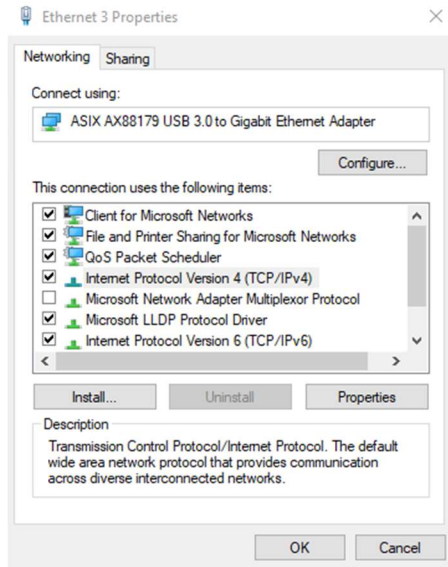 Ethernet 3 Properties
Networking Sharing
Connect using:
ASIX AX88179 USB 3.0 to Gigabit Ethernet Adapter
Configure...
This connection uses the following items:
Client for Microsoft Networks
File and Printer Sharing for Microsoft Networks
QoS Packet Scheduler
Internet Protocol Version 4 (TCP/IPv4)
Microsoft Network Adapter Multiplexor Protocol
Microsoft LLDP Protocol Driver
Internet Protocol Version 6 (TCP/IPv6)
Install... Uninstall Properties
Description
Transmission Control Protocol/Internet Protocol. The default
wide area network protocol that provides communication
across diverse interconnected networks.
OK Cancel